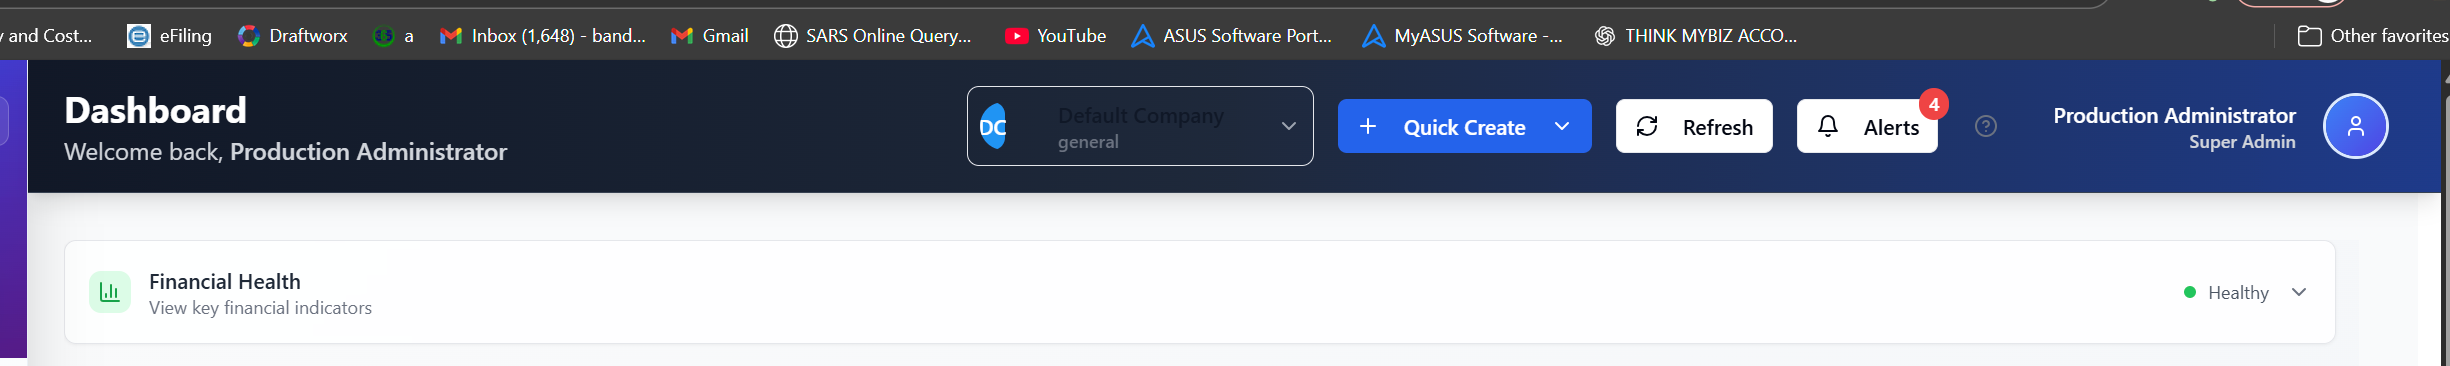 y and Cost...
eFiling
Draftworx
a
Inbox (1,648) - band...
Gmail
SARS Online Query...
YouTube
ASUS Software Port...
MyASUS Software -...
THINK MYBIZ ACCO...
Other favorites
Dashboard
Welcome back, Production Administrator
DC
Default Company
general
Quick Create
Refresh
Alerts
4
Production Administrator
Super Admin
Financial Health
View key financial indicators
Healthy